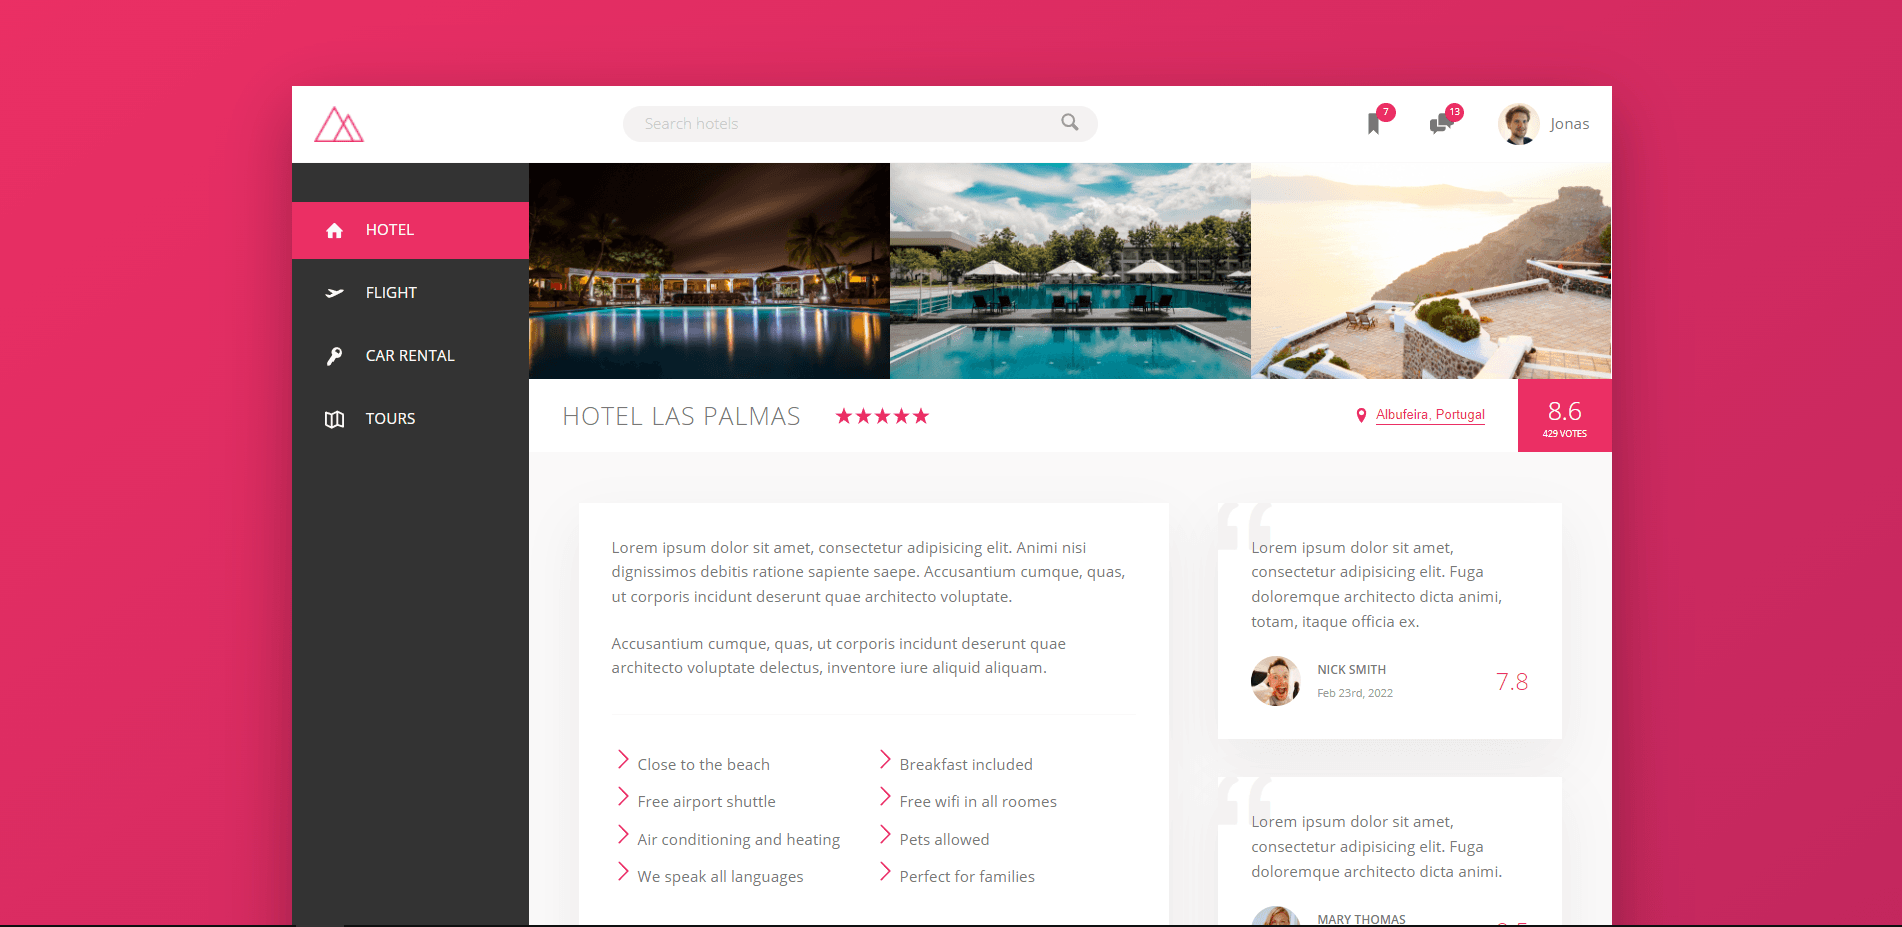 Search hotels
7
13
Jonas
HOTEL
FLIGHT
CAR RENTAL
TOURS
HOTEL LAS PALMAS
Albufeira, Portugal
8.6
429 VOTES
Lorem ipsum dolor sit amet, consectetur adipisicing elit. Animi nisi
dignissimos debitis ratione sapiente saepe. Accusantium cumque, quas,
ut corporis incidunt deserunt quae architecto voluptate.
Accusantium cumque, quas, ut corporis incidunt deserunt quae
architecto voluptate delectus, inventore iure aliquid aliquam.
Close to the beach
Free airport shuttle
Air conditioning and heating
We speak all languages
Breakfast included
Free wifi in all roomes
Pets allowed
Perfect for families
Lorem ipsum dolor sit amet,
consectetur adipisicing elit. Fuga
doloremque architecto dicta animi,
totam, itaque officia ex.
NICK SMITH
Feb 23rd, 2022
7.8
Lorem ipsum dolor sit amet,
consectetur adipisicing elit. Fuga
doloremque architecto dicta animi.
MARY THOMAS